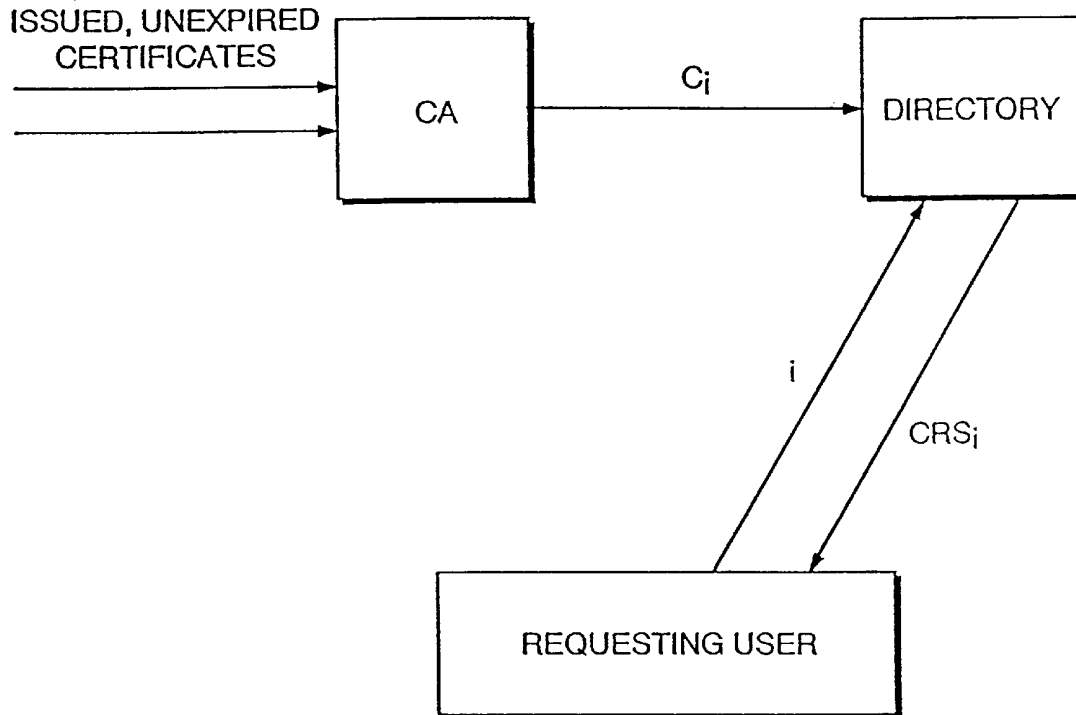 ISSUED, UNEXPIRED
CERTIFICATES
CA
Ci
DIRECTORY
i
CRSi
REQUESTING USER